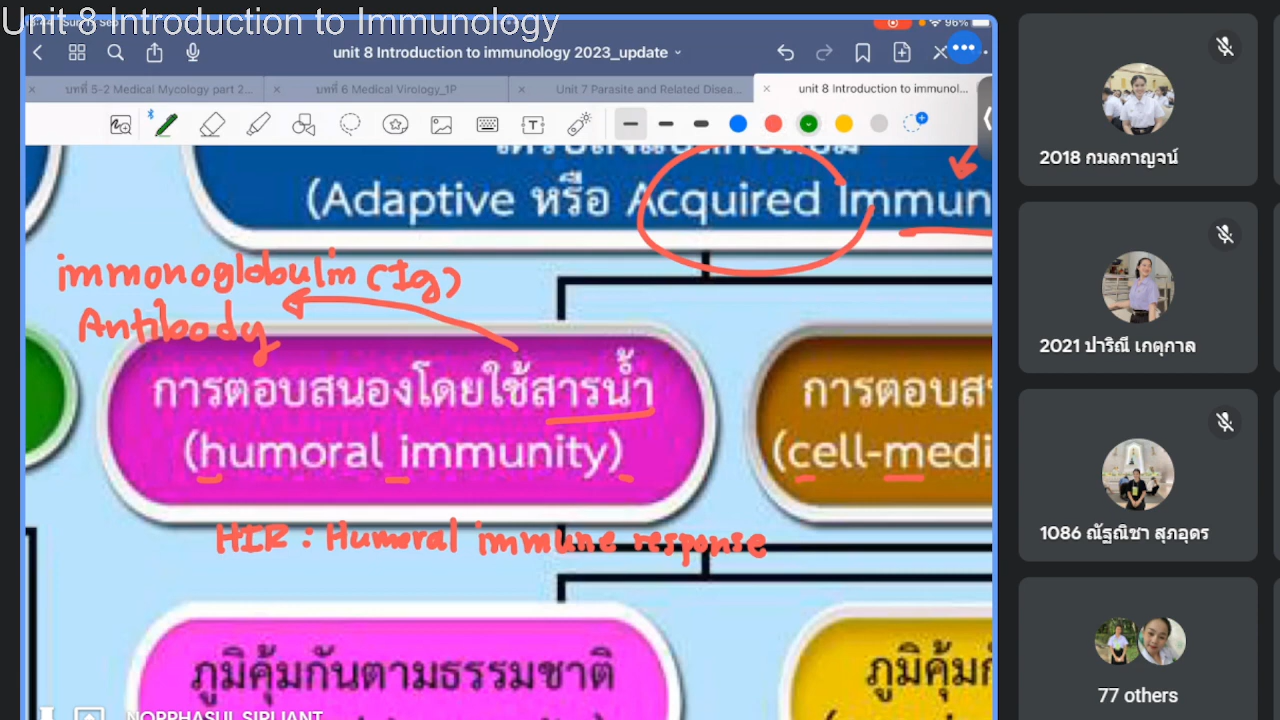 Unit 8 Introduction to Immunology
96%
unit 8 Introduction to immunology 2023_update
บทที่ 5-2 Medical Mycology part 2...
บทที่ 6 Medical Virology_1P
Unit 7 Parasite and Related Disea...
unit 8 Introduction to immunol...
(Adaptive หรือ Acquired Immun
immonoglobulin (Ig)
Antibody
การตอบสนองโดยใช้สารน้ำ
(humoral immunity)
การตอบส
(cell-medi
HIR : Humoral immune response
ภูมิคุ้มกันตามธรรมชาติ
ภูมิคุ้ม
NOPPHASUL SIPLIANT
2018 กมลกาญจน์
2021 ปาริณี เกตุกาล
1086 ณัฐณิชา สุภอุดร
77 others